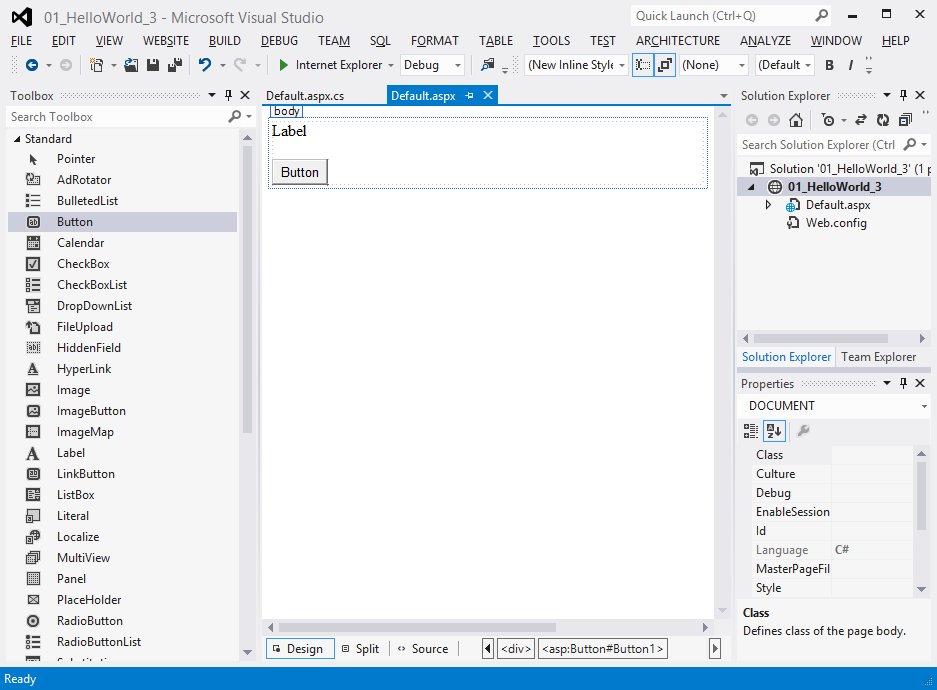 01_HelloWorld_3 - Microsoft Visual Studio
Quick Launch (Ctrl+Q)
FILE EDIT VIEW WEBSITE BUILD DEBUG TEAM SQL FORMAT TABLE TOOLS TEST ARCHITECTURE ANALYZE WINDOW HELP
Internet Explorer Debug (New Inline Style (None) (Default B I
Toolbox
Search Toolbox
Standard
Pointer
AdRotator
BulletedList
Button
Calendar
CheckBox
CheckBoxList
DropDownList
FileUpload
HiddenField
HyperLink
Image
ImageButton
ImageMap
Label
LinkButton
ListBox
Literal
Localize
MultiView
Panel
PlaceHolder
RadioButton
RadioButtonList
Default.aspx.cs Default.aspx
body
Label
Button
Design Split Source <div> <asp:Button#Button1>
Solution Explorer
Search Solution Explorer (Ctrl
Solution '01_HelloWorld_3' (1 p
01_HelloWorld_3
Default.aspx
Web.config
Solution Explorer Team Explorer
Properties
DOCUMENT
Class
Culture
Debug
EnableSession
Id
Language C#
MasterPageFil
Style
Class
Defines class of the page body.
Ready